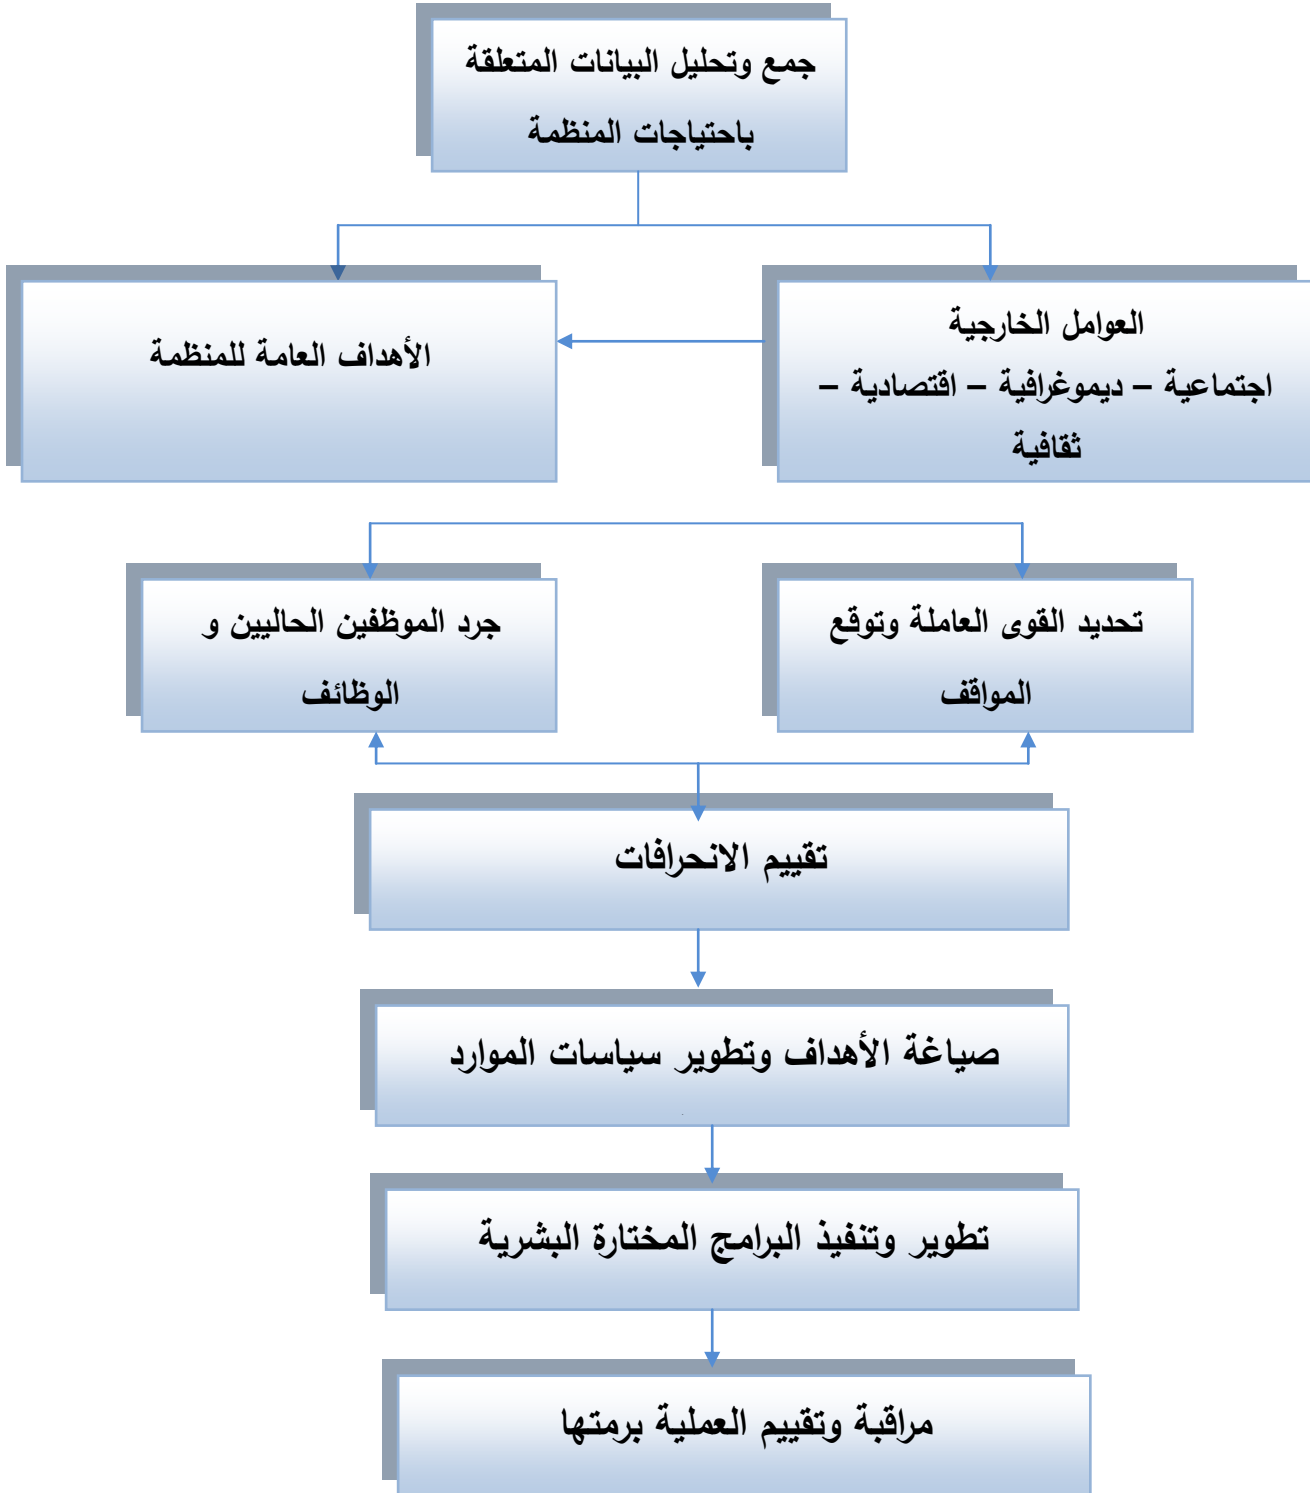 جمع وتحليل البيانات المتعلقة
باحتياجات المنظمة
العوامل الخارجية
اجتماعية – ديموغرافية – اقتصادية –
ثقافية
الأهداف العامة للمنظمة
تحديد القوى العاملة وتوقع
المواقف
جرد الموظفين الحاليين و
الوظائف
تقييم الانحرافات
صياغة الأهداف وتطوير سياسات الموارد
تطوير وتنفيذ البرامج المختارة البشرية
مراقبة وتقييم العملية برمتها